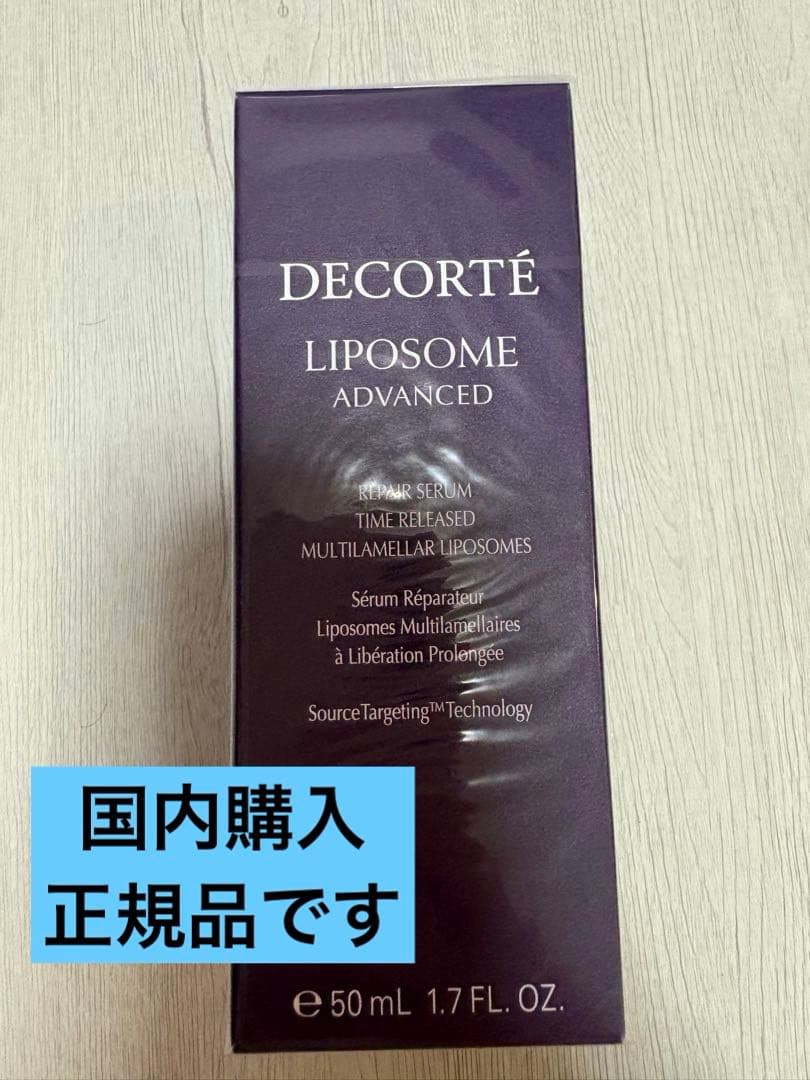 DECORTÉ
LIPOSOME
ADVANCED
REPAIR SERUM
TIME RELEASED
MULTILAMELLAR LIPOSOMES
Sérum Réparateur
Liposomes Multilamellaires
à Libération Prolongée
SourceTargeting™ Technology
国内購入
正規品です
℮ 50 mL 1.7 FL. OZ.